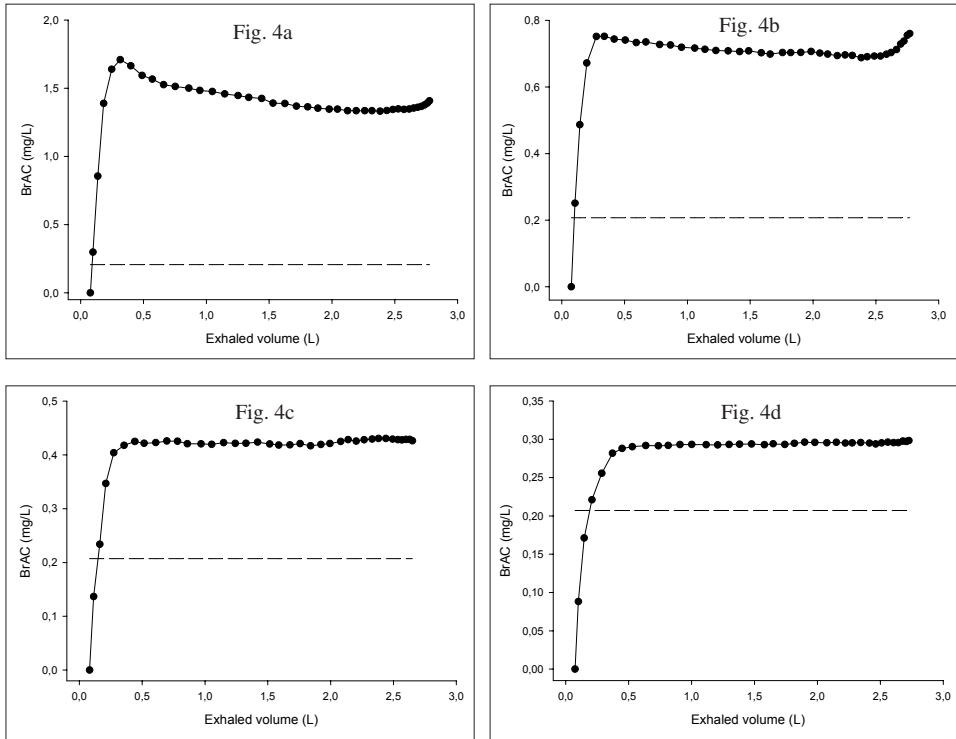 Fig. 4a
2,0
1,5
1,0
0,5
0,0
BrAC (mg/L)
0,0 0,5 1,0 1,5 2,0 2,5 3,0
Exhaled volume (L)
Fig. 4b
0,8
0,6
0,4
0,2
0,0
BrAC (mg/L)
0,0 0,5 1,0 1,5 2,0 2,5 3,0
Exhaled volume (L)
Fig. 4c
0,5
0,4
0,3
0,2
0,1
0,0
BrAC (mg/L)
0,0 0,5 1,0 1,5 2,0 2,5 3,0
Exhaled volume (L)
Fig. 4d
0,35
0,30
0,25
0,20
0,15
0,10
0,05
0,00
BrAC (mg/L)
0,0 0,5 1,0 1,5 2,0 2,5 3,0
Exhaled volume (L)